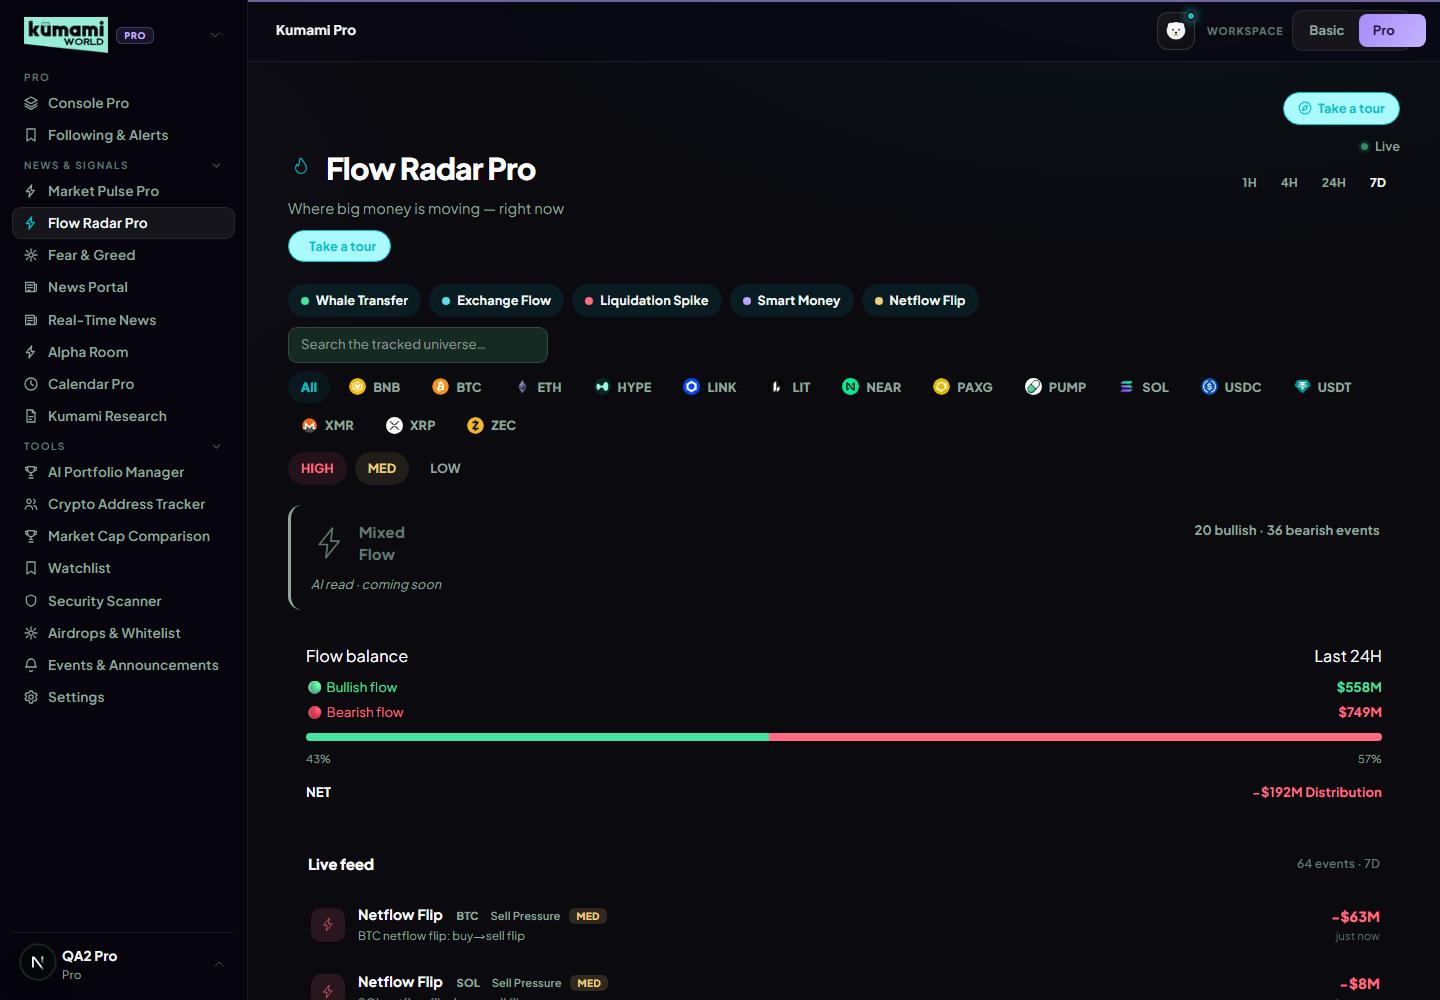 kumami
WORLD
PRO
Kumami Pro
WORKSPACE
Basic
Pro
PRO
Console Pro
Following & Alerts
NEWS & SIGNALS
Market Pulse Pro
Flow Radar Pro
Fear & Greed
News Portal
Real-Time News
Alpha Room
Calendar Pro
Kumami Research
TOOLS
AI Portfolio Manager
Crypto Address Tracker
Market Cap Comparison
Watchlist
Security Scanner
Airdrops & Whitelist
Events & Announcements
Settings
QA2 Pro
Pro
Take a tour
Live
Flow Radar Pro
1H 4H 24H 7D
Where big money is moving — right now
Take a tour
Whale Transfer Exchange Flow Liquidation Spike Smart Money Netflow Flip
Search the tracked universe...
All BNB BTC ETH HYPE LINK LIT NEAR PAXG PUMP SOL USDC USDT
XMR XRP ZEC
HIGH MED LOW
Mixed
Flow
20 bullish · 36 bearish events
AI read · coming soon
Flow balance Last 24H
Bullish flow $558M
Bearish flow $749M
43% 57%
NET -$192M Distribution
Live feed 64 events · 7D
Netflow Flip BTC Sell Pressure MED -$63M
BTC netflow flip: buy→sell flip just now
Netflow Flip SOL Sell Pressure MED -$8M